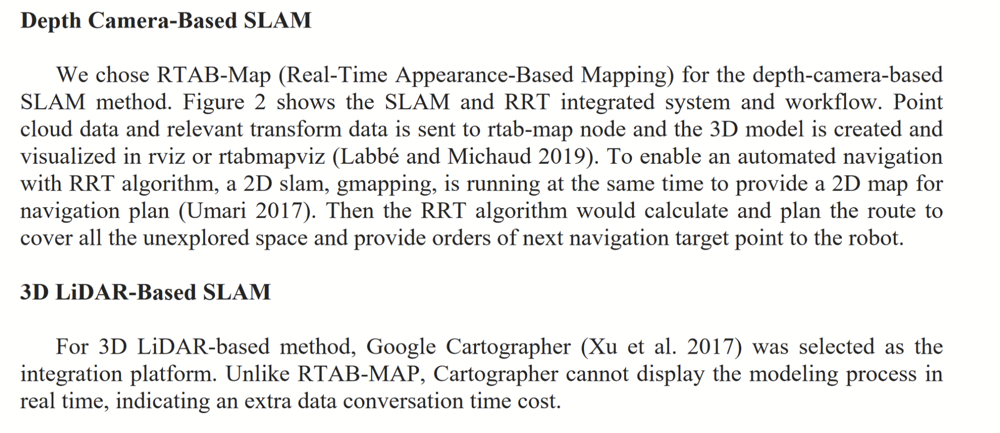 Depth Camera-Based SLAM
We chose RTAB-Map (Real-Time Appearance-Based Mapping) for the depth-camera-based
SLAM method. Figure 2 shows the SLAM and RRT integrated system and workflow. Point
cloud data and relevant transform data is sent to rtab-map node and the 3D model is created and
visualized in rviz or rtabmapviz (Labbé and Michaud 2019). To enable an automated navigation
with RRT algorithm, a 2D slam, gmapping, is running at the same time to provide a 2D map for
navigation plan (Umari 2017). Then the RRT algorithm would calculate and plan the route to
cover all the unexplored space and provide orders of next navigation target point to the robot.
3D LiDAR-Based SLAM
For 3D LiDAR-based method, Google Cartographer (Xu et al. 2017) was selected as the
integration platform. Unlike RTAB-MAP, Cartographer cannot display the modeling process in
real time, indicating an extra data conversation time cost.